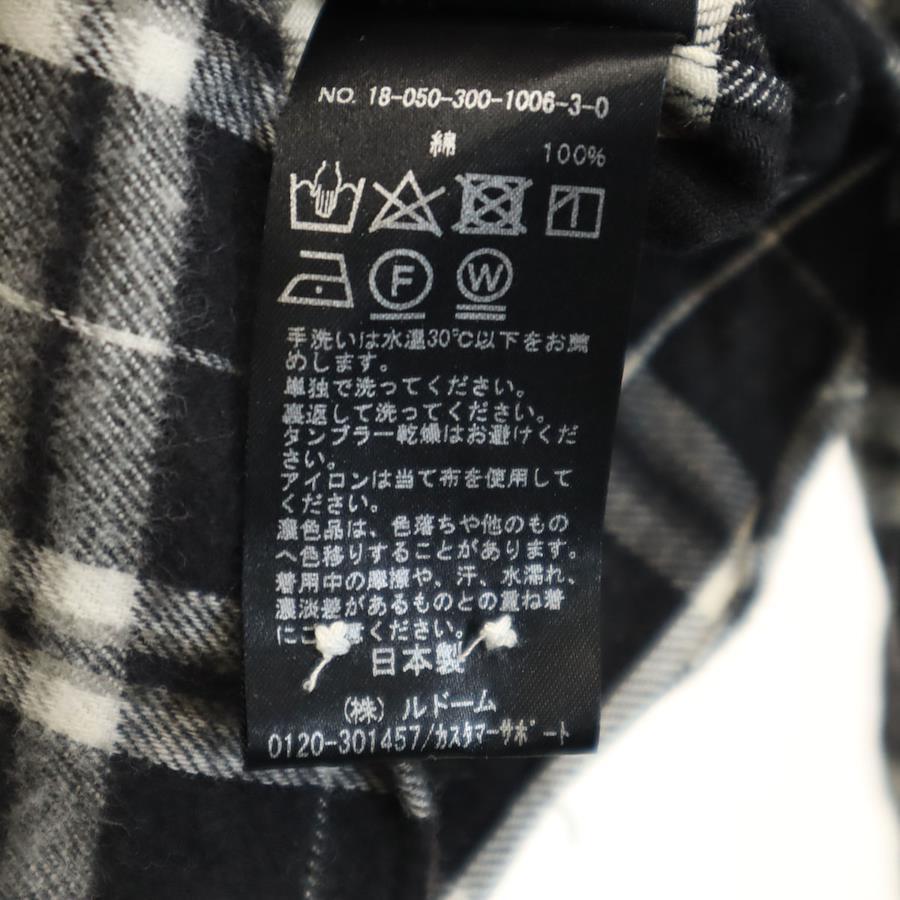 NO. 18-050-300-1006-3-0
綿 100%
F W
手洗いは水温30℃以下をお薦
めします。
単独で洗ってください。
裏返して洗ってください。
タンブラー乾燥はお避けくだ
さい。
アイロンは当て布を使用して
ください。
濃色品は、色落ちや他のもの
へ色移りすることがあります。
着用中の摩擦や、汗、水濡れ、
濃淡差があるものとの重ね着
にご ください。
日本製
(株) ルドーム
0120-301457/カスタマーサポート